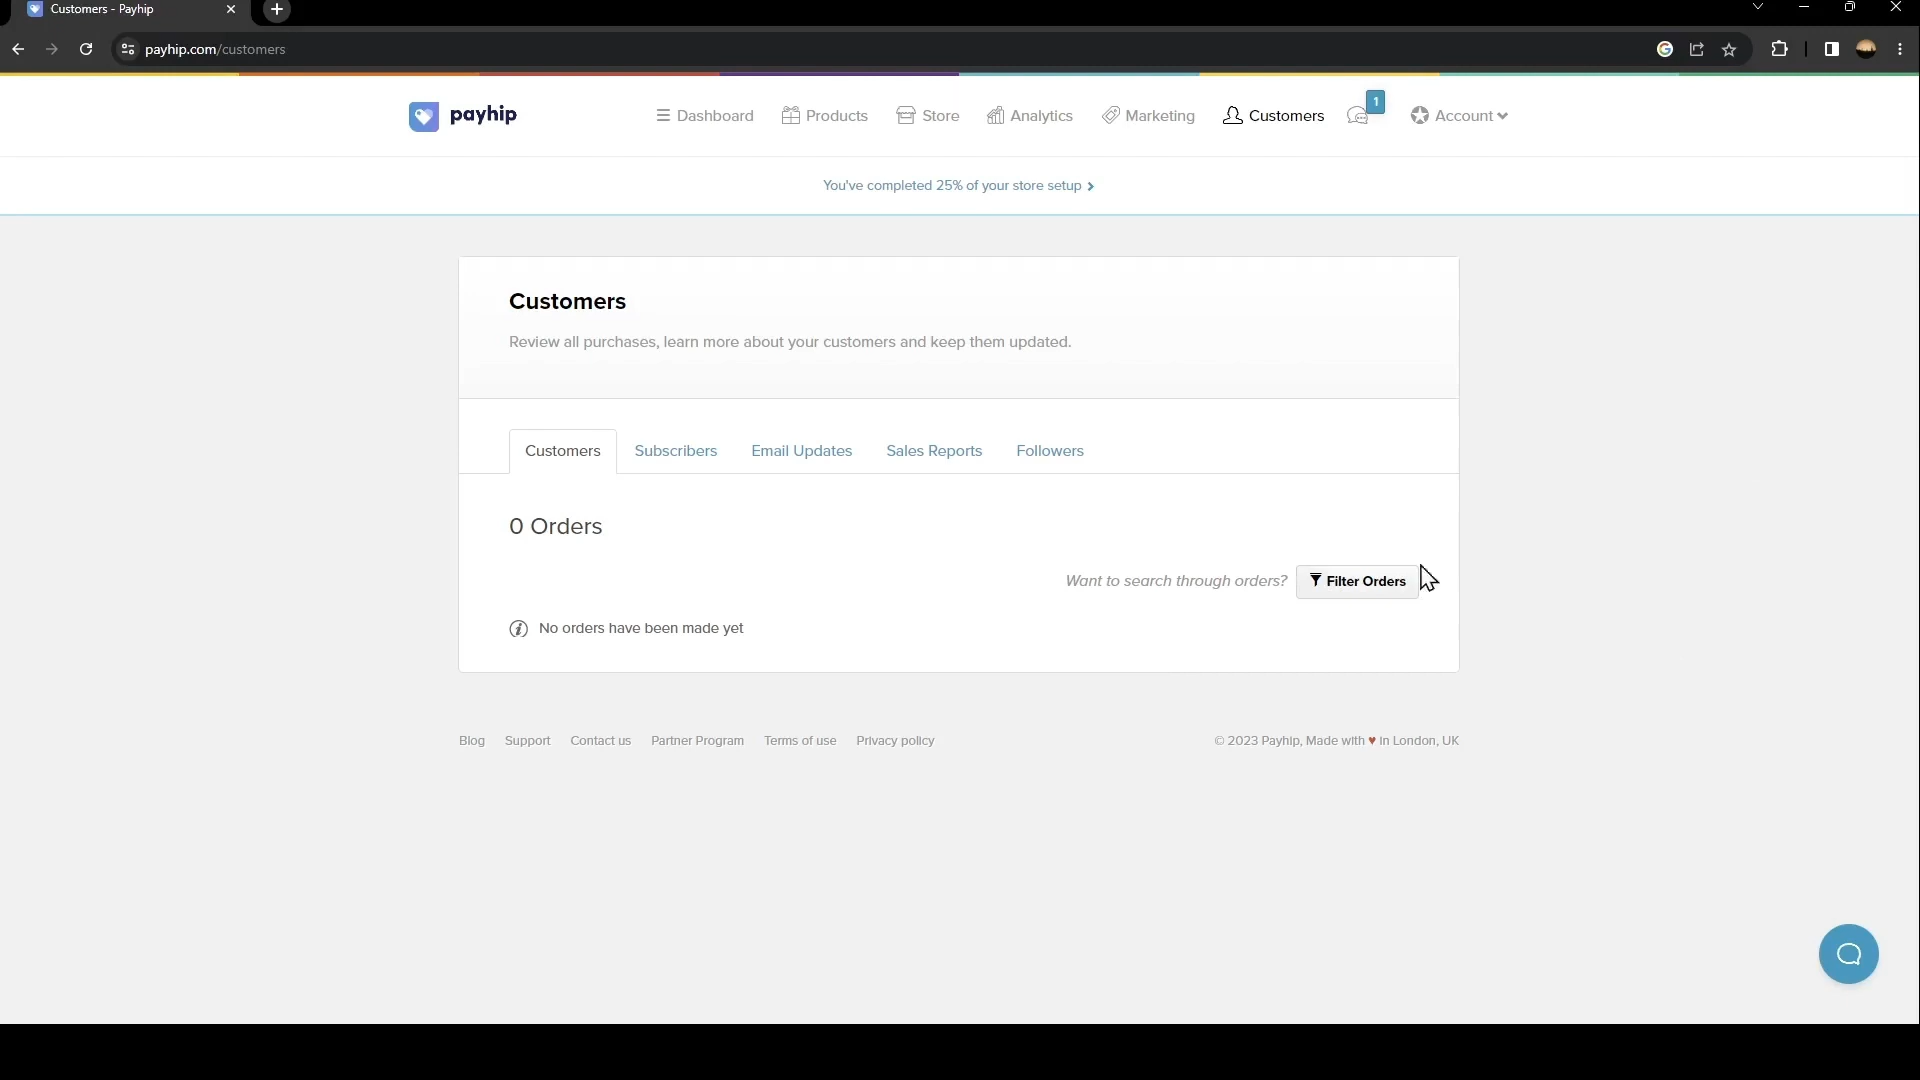 Customers - Payhip
payhip.com/customers
payhip
Dashboard
Products
Store
Analytics
Marketing
Customers
1
Account
You've completed 25% of your store setup
Customers
Review all purchases, learn more about your customers and keep them updated.
Customers
Subscribers
Email Updates
Sales Reports
Followers
0 Orders
Want to search through orders?
Filter Orders
No orders have been made yet
Blog
Support
Contact us
Partner Program
Terms of use
Privacy policy
© 2023 Payhip, Made with ♥ in London, UK